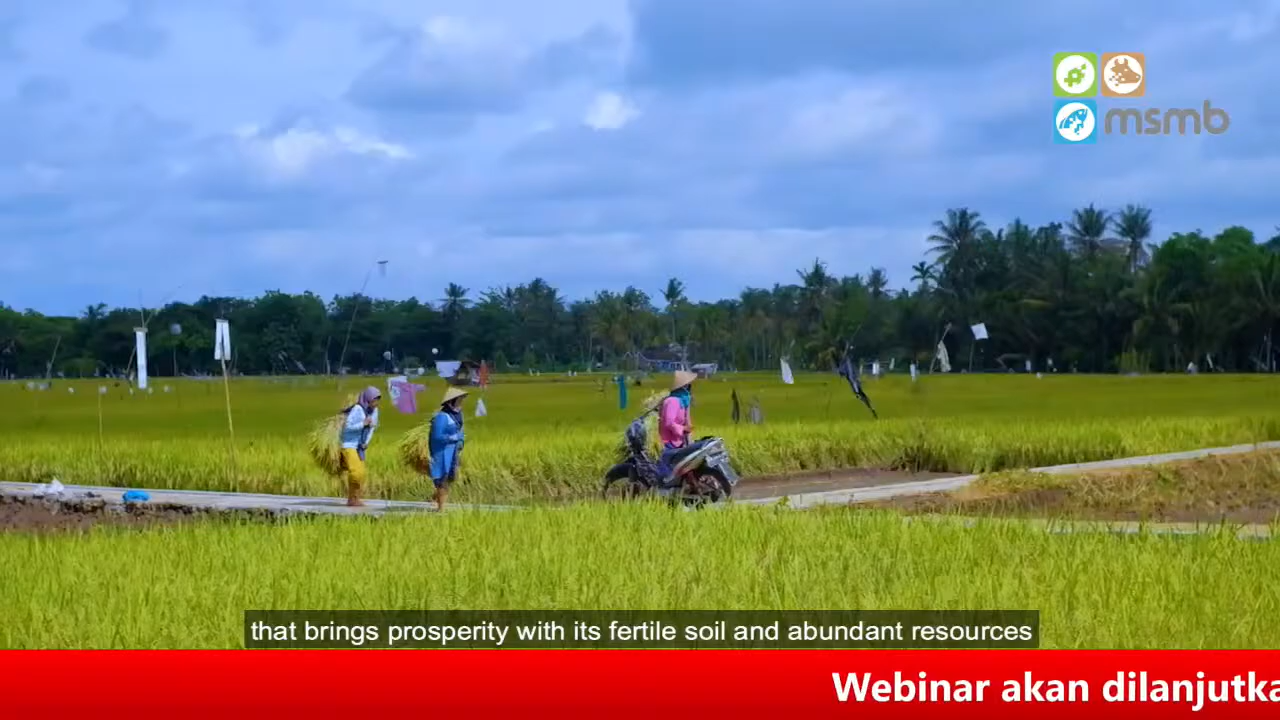 msmb
that brings prosperity with its fertile soil and abundant resources
Webinar akan dilanjutka